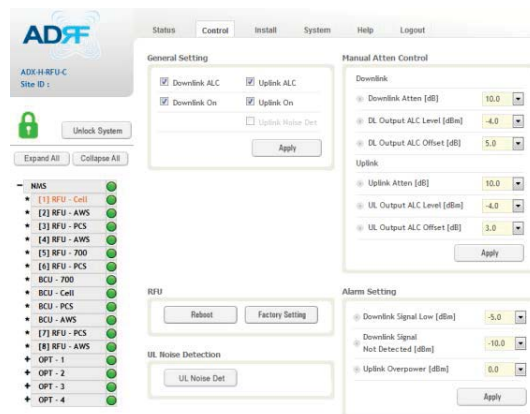 ADRF
Status Control Install System Help Logout
ADX-H-RFU-C
Site ID :
Unlock System
Expand All Collapse All
NMS
[1] RFU - Cell
[2] RFU - AWS
[3] RFU - PCS
[4] RFU - AWS
[5] RFU - 700
[6] RFU - PCS
BCU - 700
BCU - Cell
BCU - PCS
BCU - AWS
[7] RFU - PCS
[8] RFU - AWS
OPT - 1
OPT - 2
OPT - 3
OPT - 4
General Setting
Downlink ALC Uplink ALC
Downlink On Uplink On
Uplink Noise Det
Apply
RFU
Reboot Factory Setting
UL Noise Detection
UL Noise Det
Manual Atten Control
Downlink
Downlink Atten [dB] 10.0
DL Output ALC Level [dBm] -4.0
DL Output ALC Offset [dB] 5.0
Uplink
Uplink Atten [dB] 10.0
UL Output ALC Level [dBm] -4.0
UL Output ALC Offset [dB] 3.0
Apply
Alarm Setting
Downlink Signal Low [dBm] -5.0
Downlink Signal
Not Detected [dBm] -10.0
Uplink Overpower [dBm] 0.0
Apply